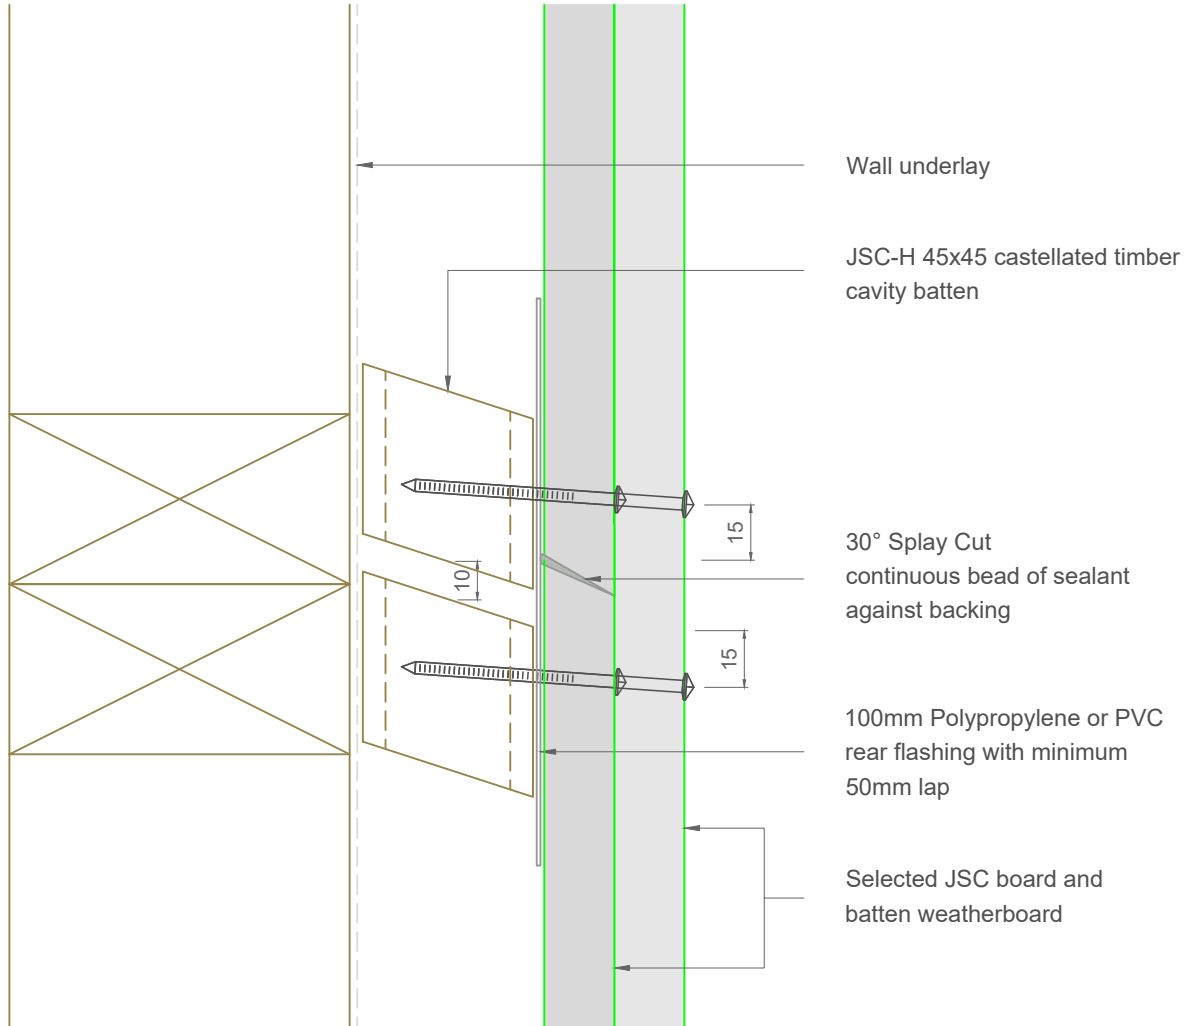 Wall underlay
JSC-H 45x45 castellated timber
cavity batten
15
30° Splay Cut
continuous bead of sealant
against backing
10
15
100mm Polypropylene or PVC
rear flashing with minimum
50mm lap
Selected JSC board and
batten weatherboard